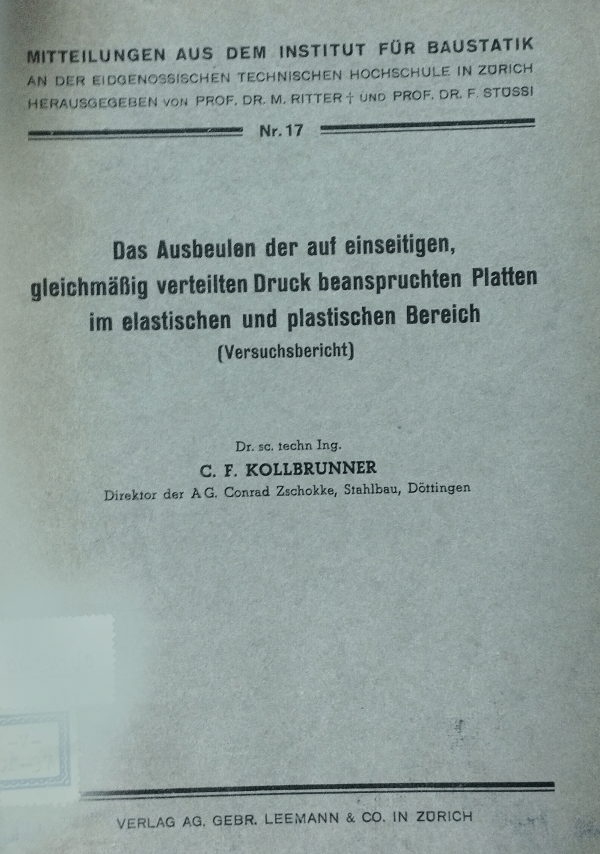 MITTEILUNGEN AUS DEM INSTITUT FÜR BAUSTATIK
AN DER EIDGENÖSSISCHEN TECHNISCHEN HOCHSCHULE IN ZÜRICH
HERAUSGEGEBEN VON PROF. DR. M. RITTER † UND PROF. DR. F. STÜSSI
Nr. 17
Das Ausbeulen der auf einseitigen,
gleichmäßig verteilten Druck beanspruchten Platten
im elastischen und plastischen Bereich
(Versuchsbericht)
Dr. sc. techn Ing.
C. F. KOLLBRUNNER
Direktor der AG. Conrad Zschokke, Stahlbau, Döttingen
VERLAG AG. GEBR. LEEMANN & CO. IN ZÜRICH